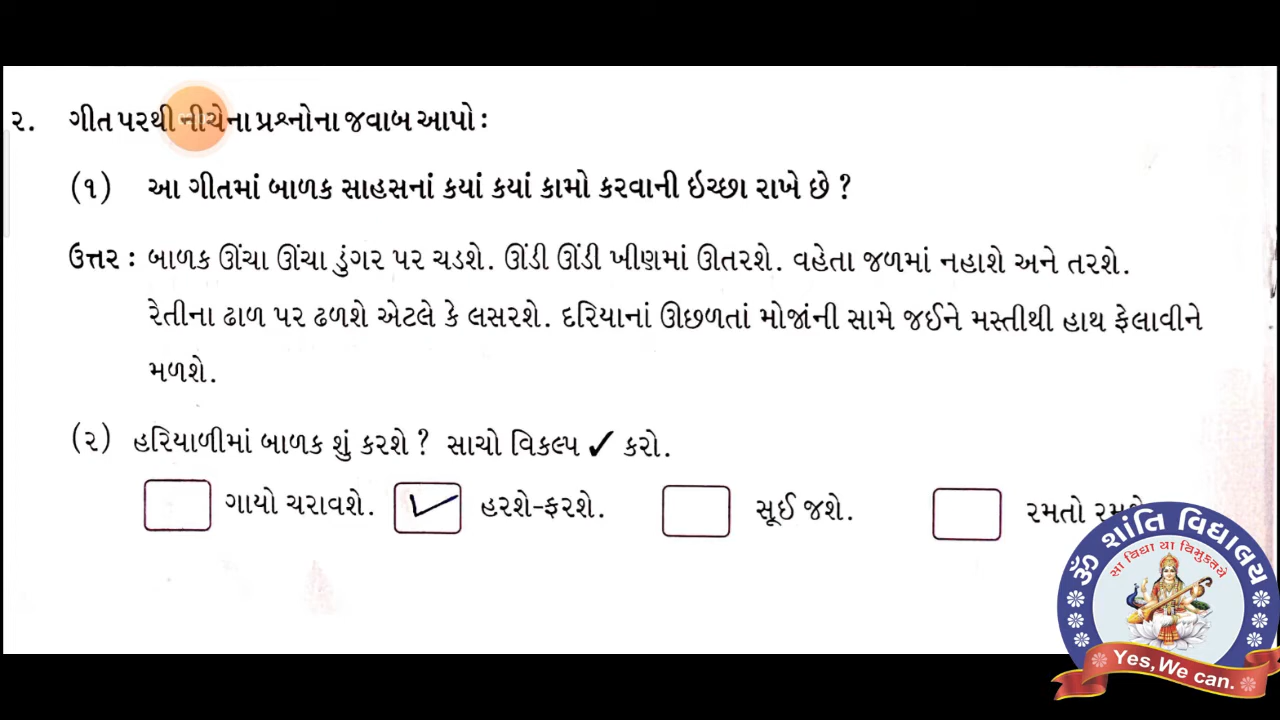 ૨. ગીત પરથી નીચેના પ્રશ્નોના જવાબ આપો :
(૧) આ ગીતમાં બાળક સાહસનાં કયાં કયાં કામો કરવાની ઇચ્છા રાખે છે ?
ઉત્તર : બાળક ઊંચા ઊંચા ડુંગર પર ચડશે. ઊંડી ઊંડી ખીણમાં ઊતરશે. વહેતા જળમાં નહાશે અને તરશે.
રેતીના ઢાળ પર ઢળશે એટલે કે લસરશે. દરિયાનાં ઊછળતાં મોજાંની સામે જઈને મસ્તીથી હાથ ફેલાવીને
મળશે.
(૨) હરિયાળીમાં બાળક શું કરશે ? સાચો વિકલ્પ ✓ કરો.
ગાયો ચરાવશે. ✓ હરશે-ફરશે. સૂઈ જશે. રમતો
ૐ શાંતિ વિદ્યાલય
સા વિદ્યા યા વિમુક્તયે
Yes, We can.